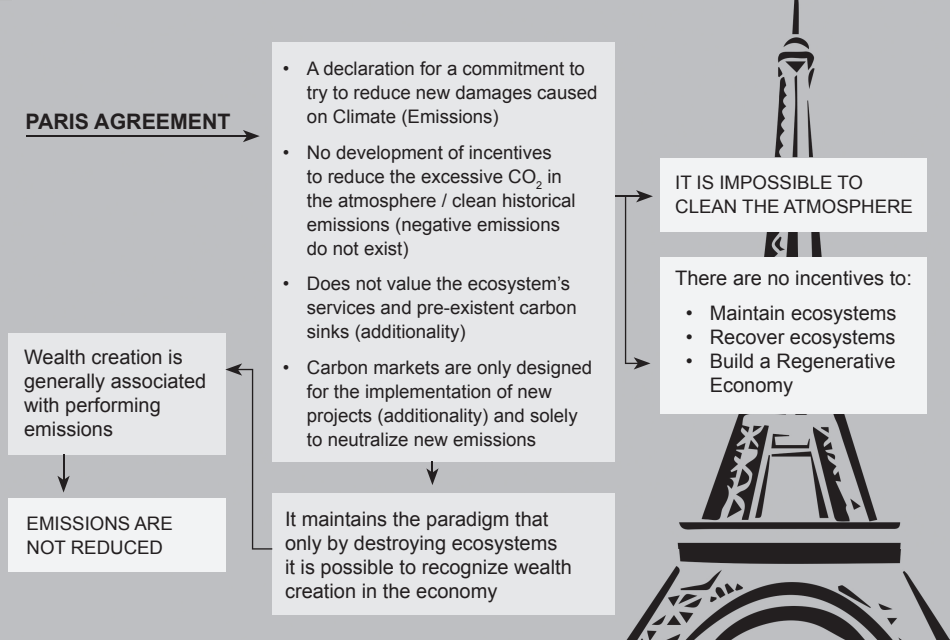 PARIS AGREEMENT
• A declaration for a commitment to
try to reduce new damages caused
on Climate (Emissions)
• No development of incentives
to reduce the excessive CO₂ in
the atmosphere / clean historical
emissions (negative emissions
do not exist)
• Does not value the ecosystem’s
services and pre-existent carbon
sinks (additionality)
• Carbon markets are only designed
for the implementation of new
projects (additionality) and solely
to neutralize new emissions
IT IS IMPOSSIBLE TO
CLEAN THE ATMOSPHERE
There are no incentives to:
• Maintain ecosystems
• Recover ecosystems
• Build a Regenerative
Economy
It maintains the paradigm that
only by destroying ecosystems
it is possible to recognize wealth
creation in the economy
Wealth creation is
generally associated
with performing
emissions
EMISSIONS ARE
NOT REDUCED